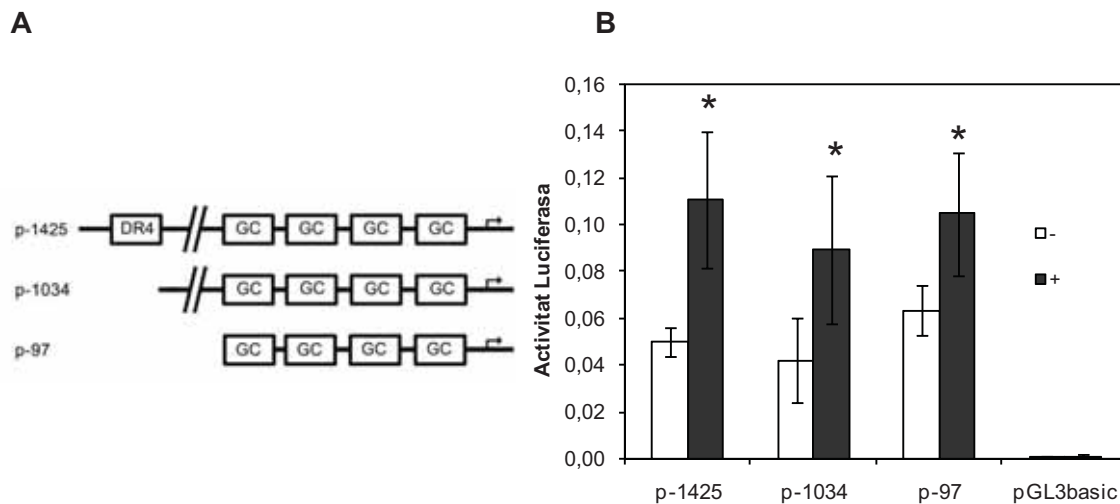 A
p-1425 DR4 GC GC GC GC
p-1034 GC GC GC GC
p-97 GC GC GC GC
B
Activitat Luciferasa
0,16
0,14
0,12
0,10
0,08
0,06
0,04
0,02
0,00
* * *
-
+
p-1425 p-1034 p-97 pGL3basic